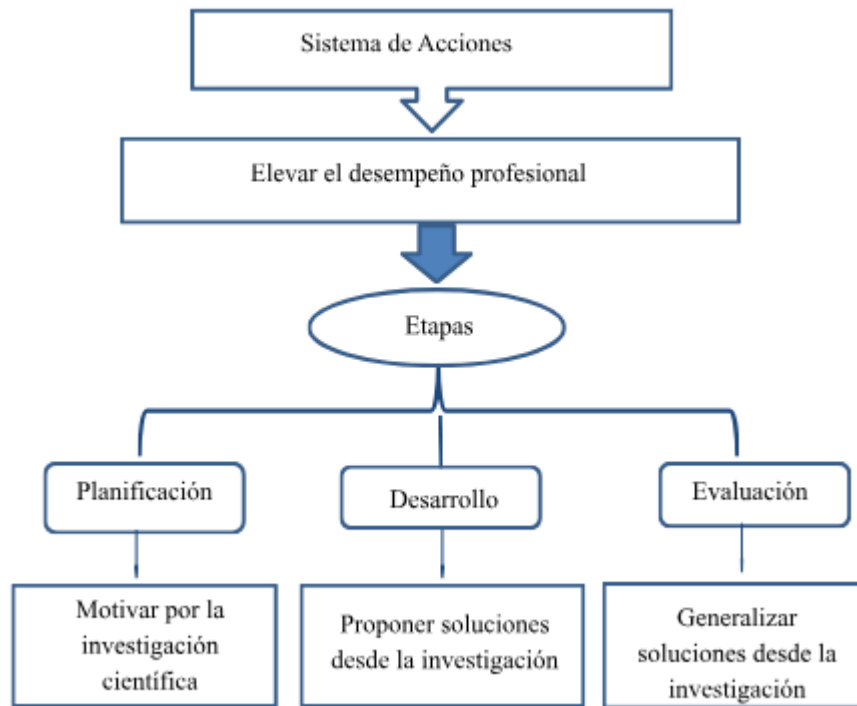 Sistema de Acciones
Elevar el desempeño profesional
Etapas
Planificación
Desarrollo
Evaluación
Motivar por la
investigación
científica
Proponer soluciones
desde la investigación
Generalizar
soluciones desde la
investigación